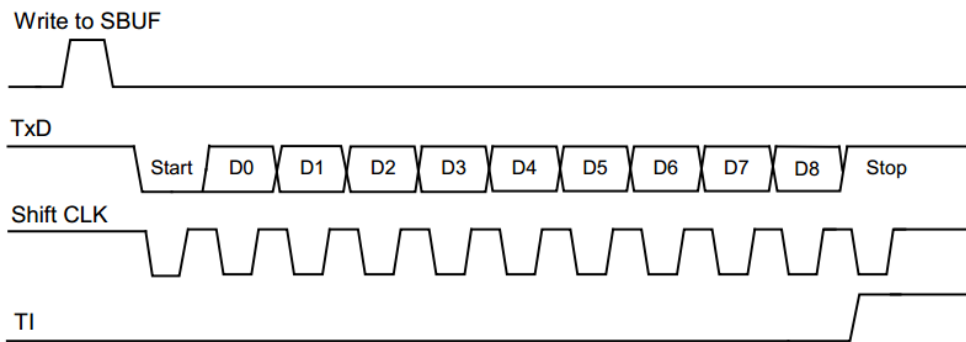 Write to SBUF
TxD
Start D0 D1 D2 D3 D4 D5 D6 D7 D8 Stop
Shift CLK
TI